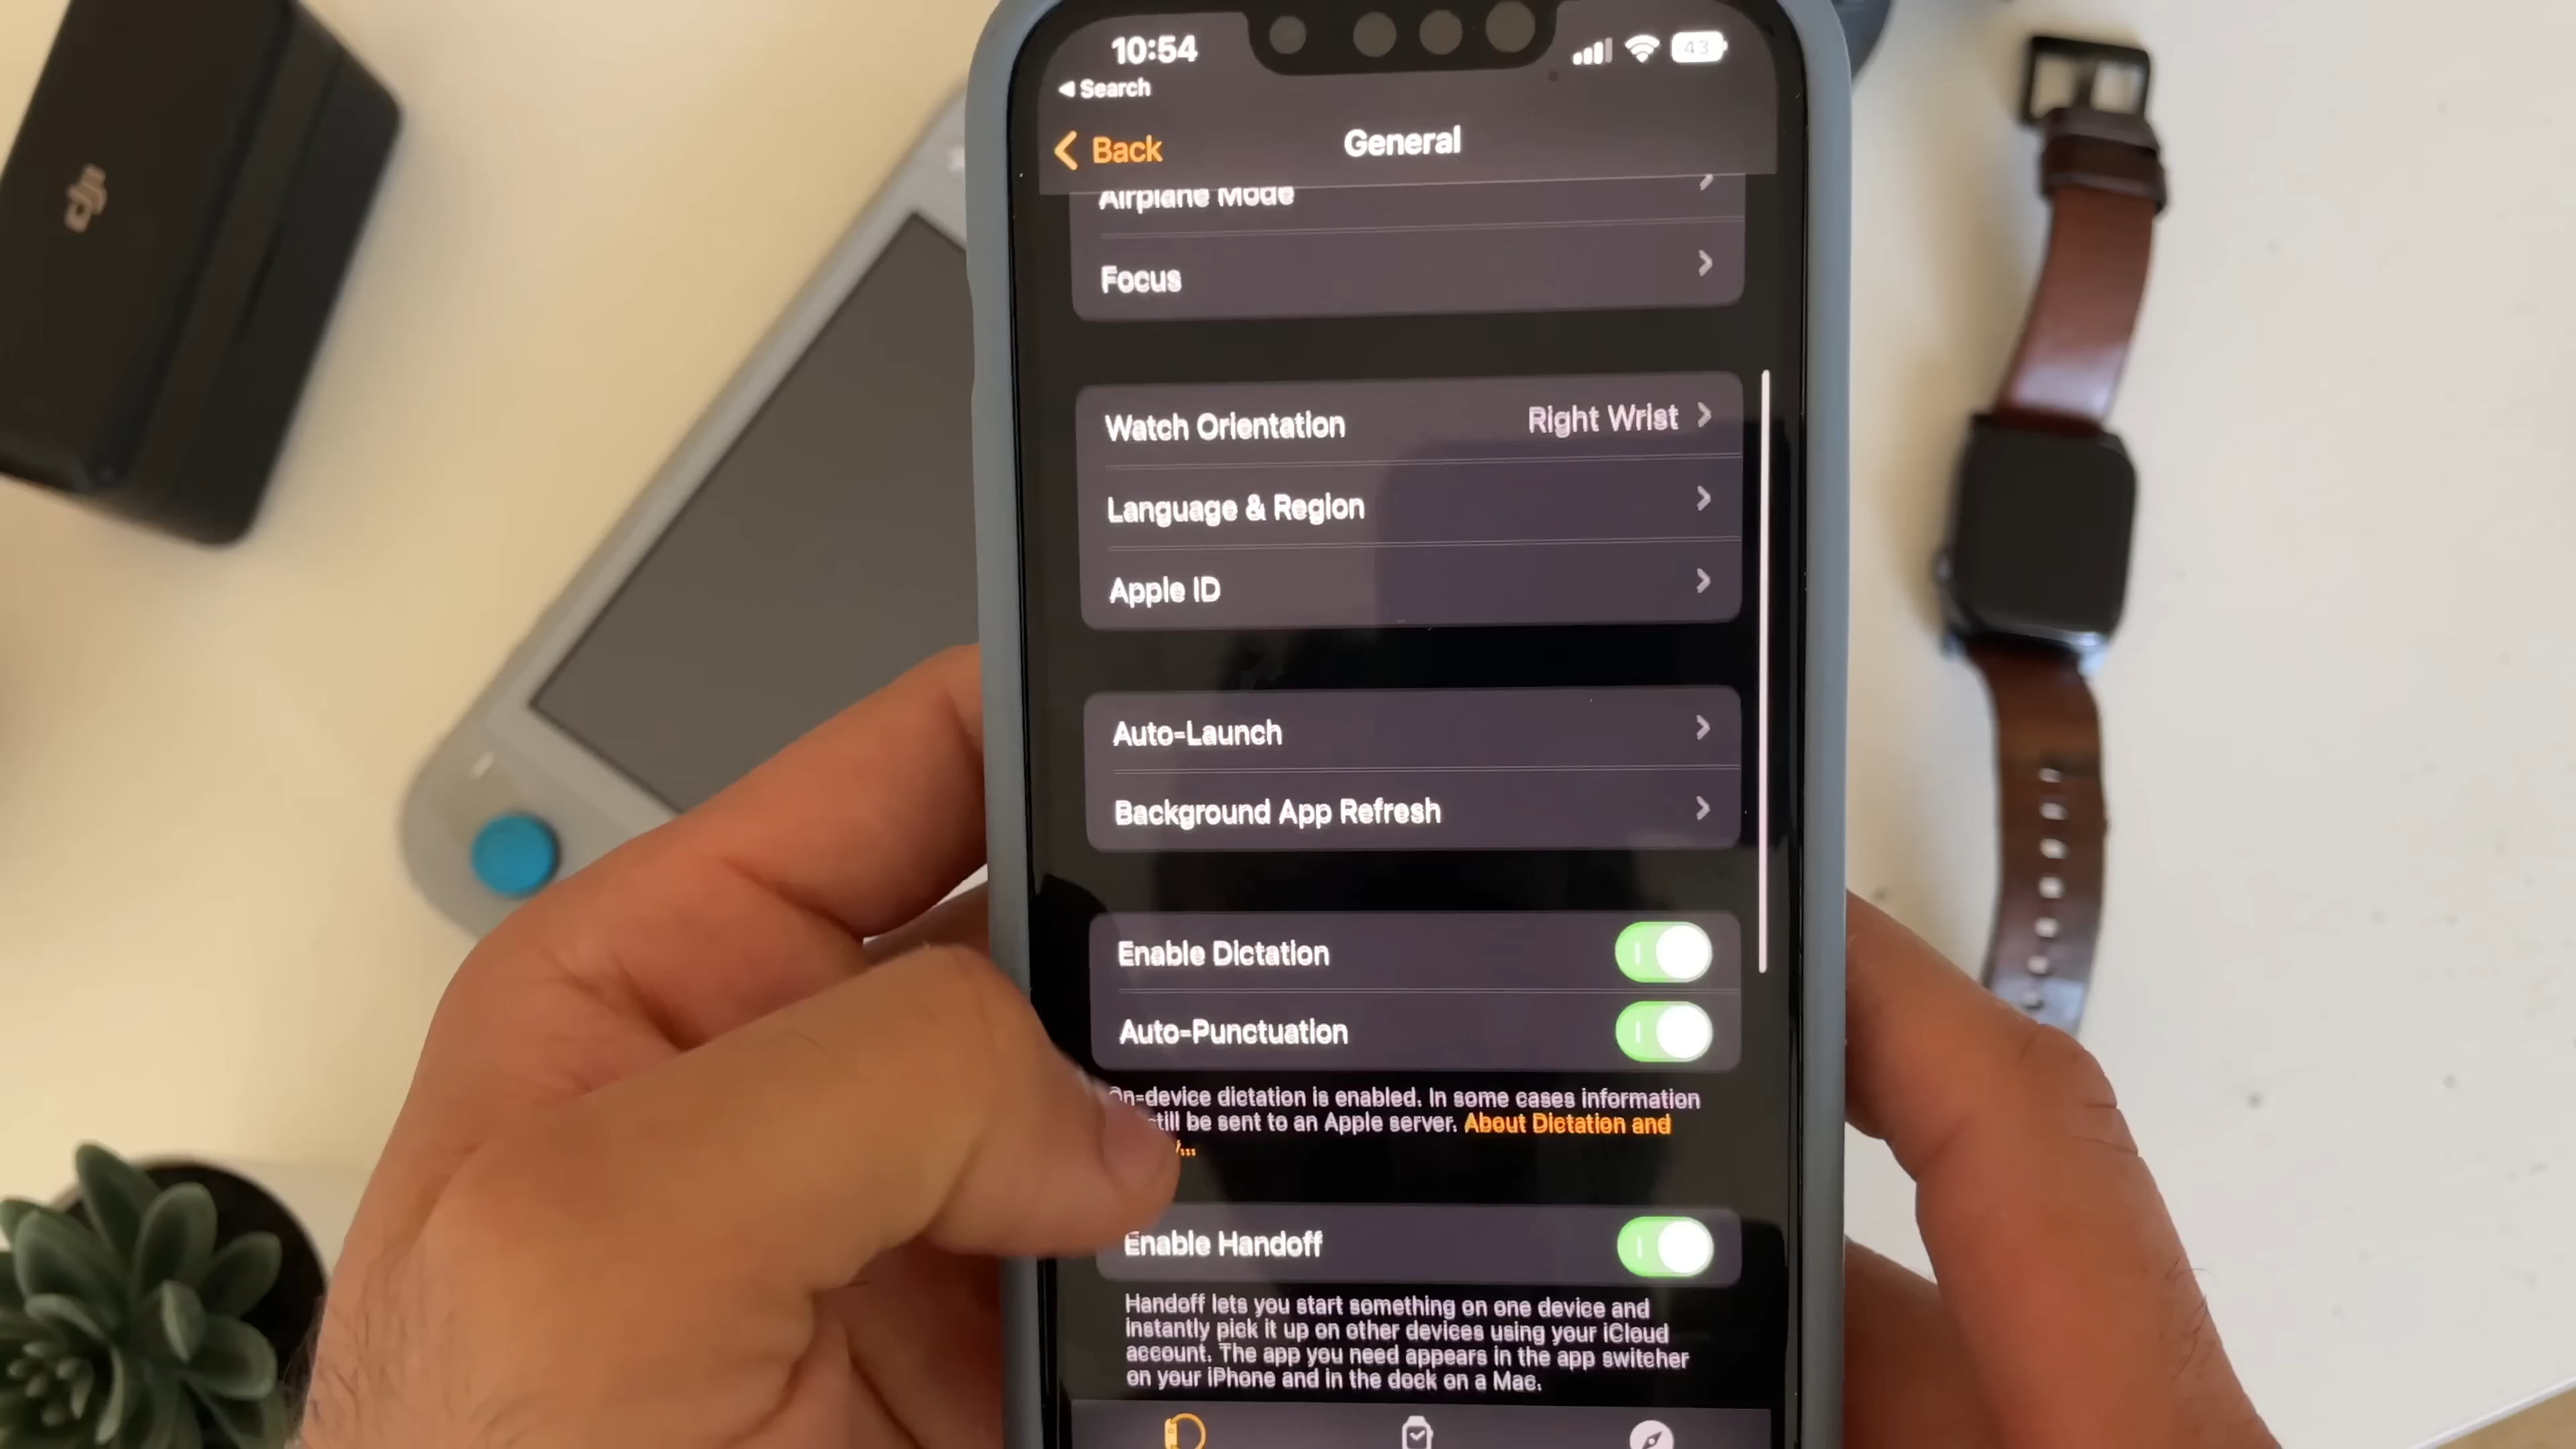 dji
10:54
43
Search
Back
General
Airplane Mode
Focus
Watch Orientation
Right Wrist
Language & Region
Apple ID
Auto-Launch
Background App Refresh
Enable Dictation
Auto-Punctuation
On-device dictation is enabled. In some cases information
still be sent to an Apple server. About Dictation and
Enable Handoff
Handoff lets you start something on one device and
instantly pick it up on other devices using your iCloud
account. The app you need appears in the app switcher
on your iPhone and in the dock on a Mac.